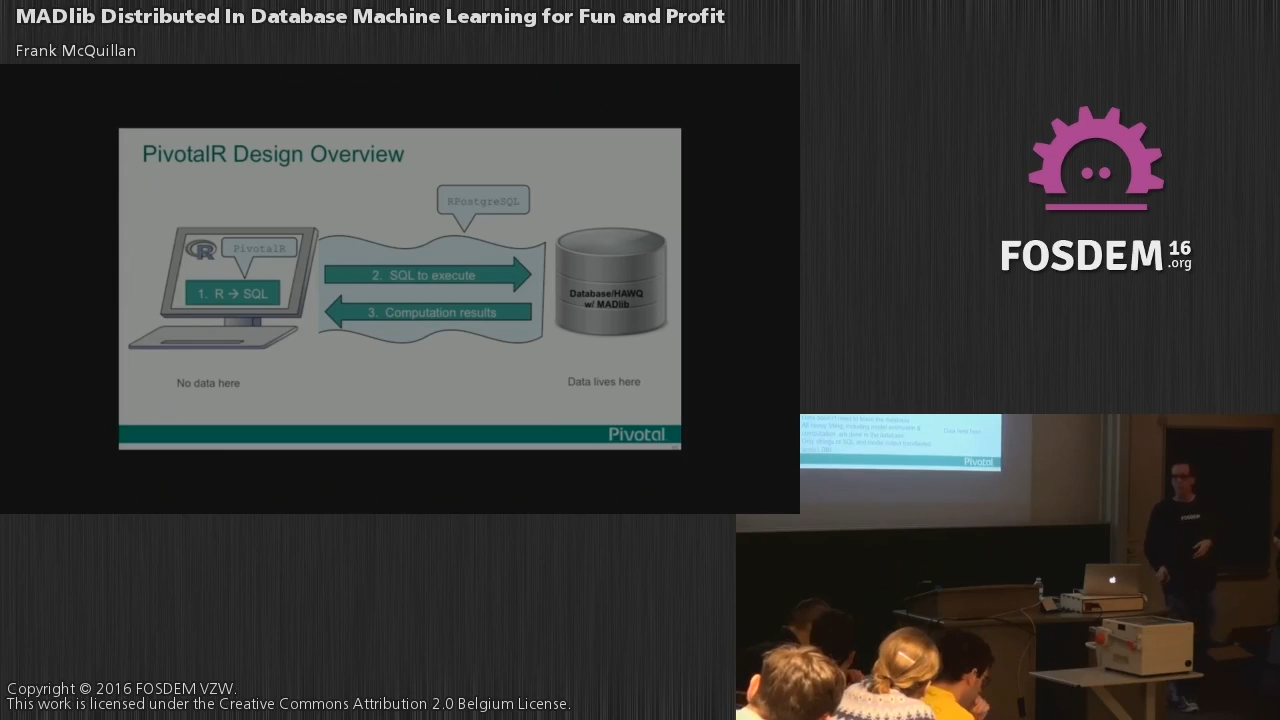 MADlib Distributed In Database Machine Learning for Fun and Profit
Frank McQuillan
PivotalR Design Overview
RPostgreSQL
R
PivotalR
1. R → SQL
2. SQL to execute
3. Computation results
Database/HAWQ
w/ MADlib
No data here
Data lives here
Pivotal
FOSDEM 16
.org
Pivotal
FOSDEM
Copyright © 2016 FOSDEM VZW.
This work is licensed under the Creative Commons Attribution 2.0 Belgium License.